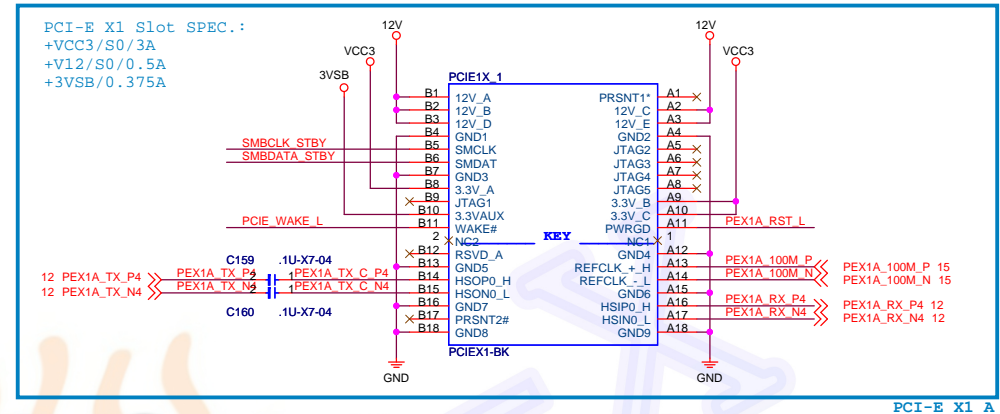 PCI-E X1 Slot SPEC.:
+VCC3/S0/3A
+V12/S0/0.5A
+3VSB/0.375A
12V
VCC3
3VSB
12V
VCC3
PCIE1X_1
B1 12V_A PRSNT1* A1
B2 12V_B 12V_C A2
B3 12V_D 12V_E A3
B4 GND1 GND2 A4
SMBCLK_STBY B5 SMCLK JTAG2 A5
SMBDATA_STBY B6 SMDAT JTAG3 A6
B7 GND3 JTAG4 A7
B8 3.3V_A JTAG5 A8
B9 JTAG1 3.3V_B A9
B10 3.3VAUX 3.3V_C A10
PCIE_WAKE_L B11 WAKE# PWRGD A11 PEX1A_RST_L
2 NC2 KEY NC1 1
B12 RSVD_A GND4 A12
C159 .1U-X7-04 B13 GND5 REFCLK_+_H A13 PEX1A_100M_P PEX1A_100M_P 15
12 PEX1A_TX_P4 PEX1A_TX_P4 2 1 PEX1A_TX_C_P4 B14 HSOP0_H REFCLK_-_L A14 PEX1A_100M_N PEX1A_100M_N 15
12 PEX1A_TX_N4 PEX1A_TX_N4 2 1 PEX1A_TX_C_N4 B15 HSON0_L GND6 A15
C160 .1U-X7-04 B16 GND7 HSIP0_H A16 PEX1A_RX_P4 PEX1A_RX_P4 12
B17 PRSNT2# HSIN0_L A17 PEX1A_RX_N4 PEX1A_RX_N4 12
B18 GND8 GND9 A18
PCIEX1-BK
GND
GND
PCI-E X1 A